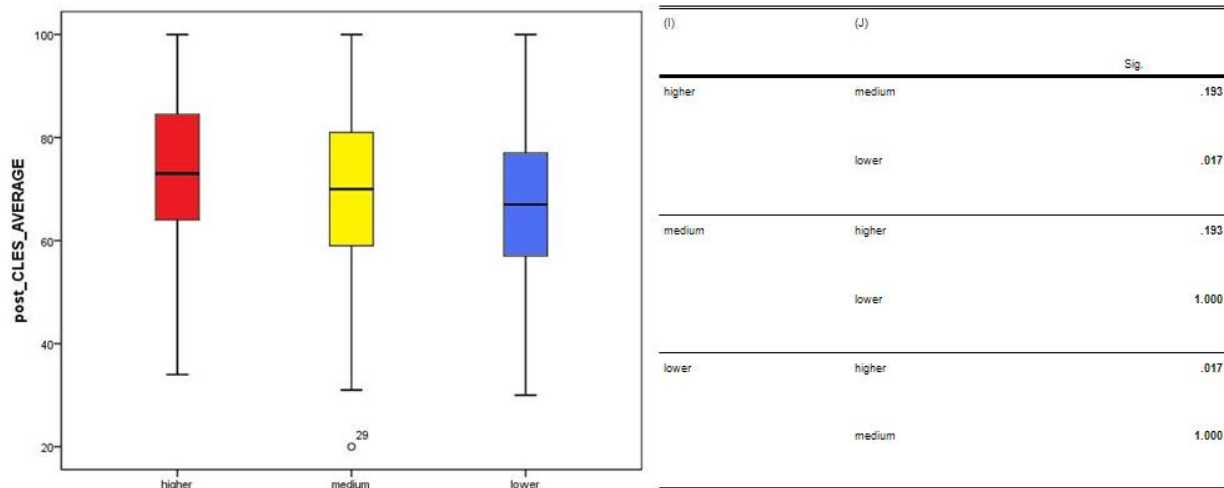 post_CLES_AVERAGE
100
80
60
40
20
29
higher
medium
lower
(I) (J)
Sig.
higher medium .193
lower .017
medium higher .193
lower 1.000
lower higher .017
medium 1.000